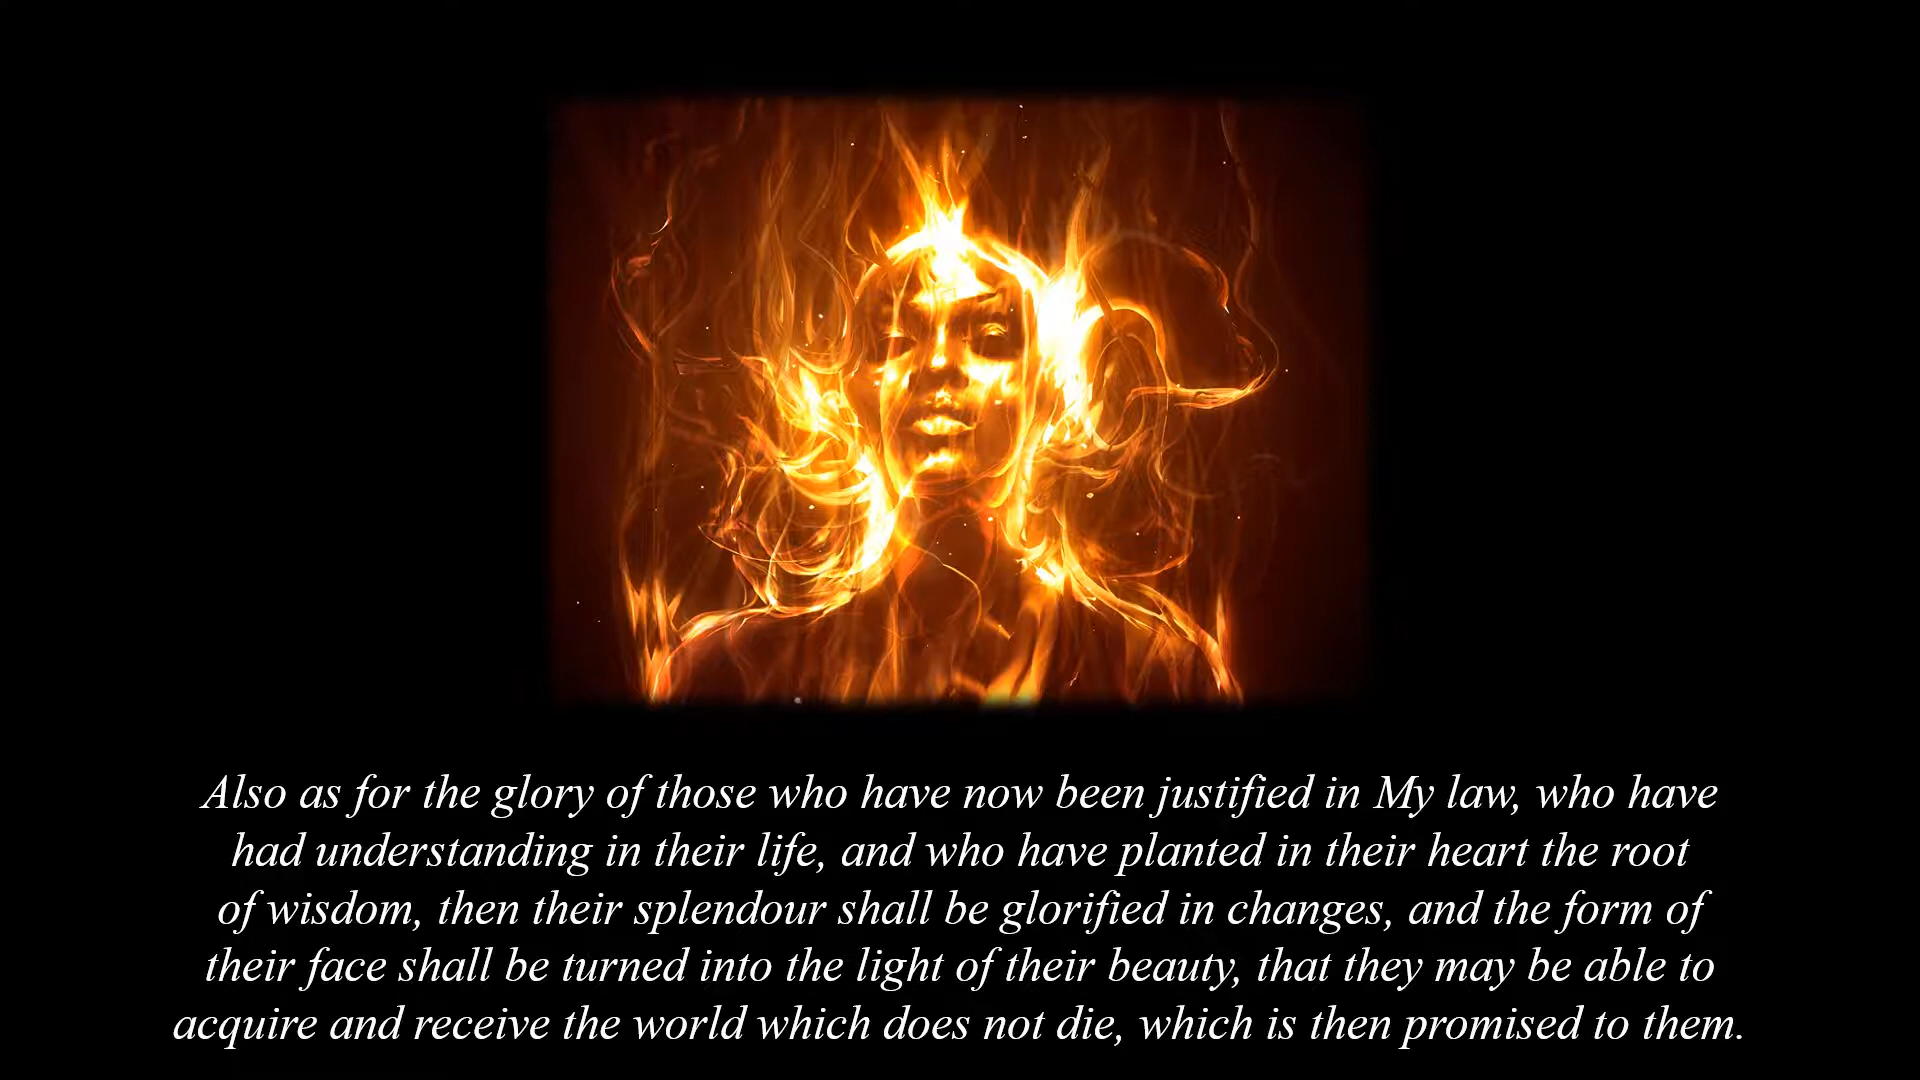 Also as for the glory of those who have now been justified in My law, who have
had understanding in their life, and who have planted in their heart the root
of wisdom, then their splendour shall be glorified in changes, and the form of
their face shall be turned into the light of their beauty, that they may be able to
acquire and receive the world which does not die, which is then promised to them.